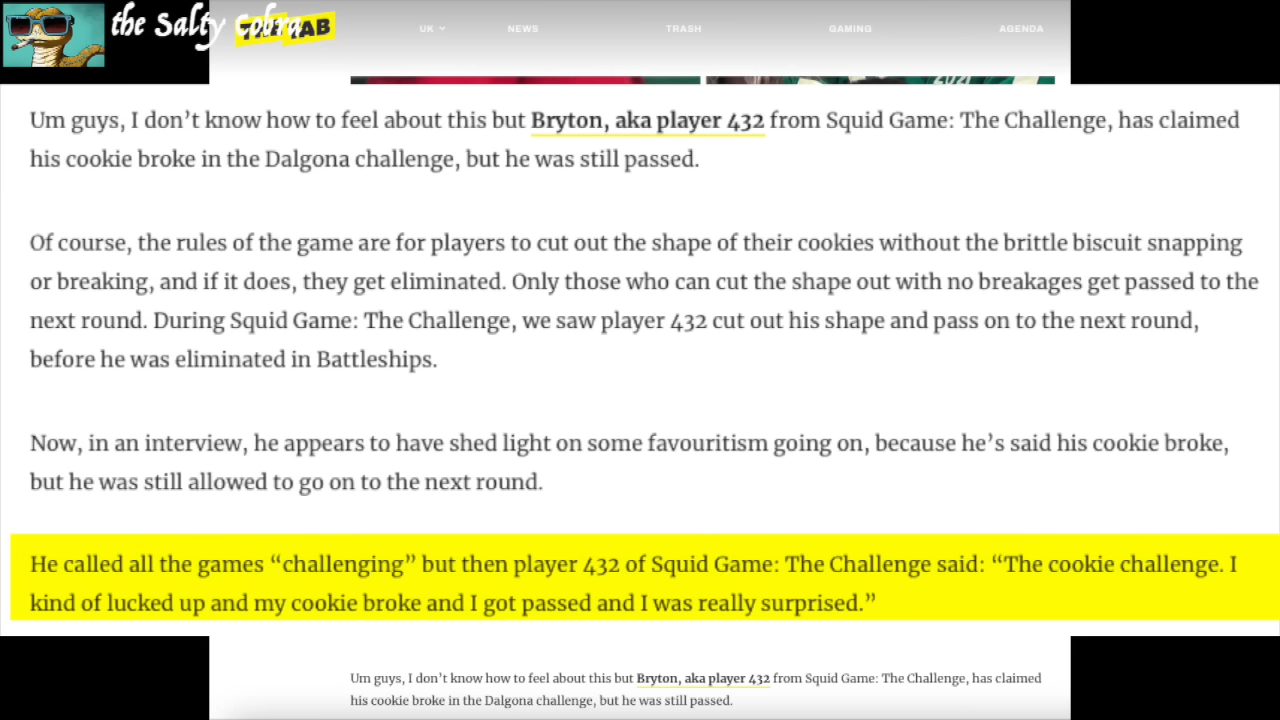 the Salty Cobra
THE TAB
UK
NEWS
TRASH
GAMING
AGENDA
2021
Um guys, I don’t know how to feel about this but Bryton, aka player 432 from Squid Game: The Challenge, has claimed
his cookie broke in the Dalgona challenge, but he was still passed.
Of course, the rules of the game are for players to cut out the shape of their cookies without the brittle biscuit snapping
or breaking, and if it does, they get eliminated. Only those who can cut the shape out with no breakages get passed to the
next round. During Squid Game: The Challenge, we saw player 432 cut out his shape and pass on to the next round,
before he was eliminated in Battleships.
Now, in an interview, he appears to have shed light on some favouritism going on, because he’s said his cookie broke,
but he was still allowed to go on to the next round.
He called all the games “challenging” but then player 432 of Squid Game: The Challenge said: “The cookie challenge. I
kind of lucked up and my cookie broke and I got passed and I was really surprised.”
Um guys, I don’t know how to feel about this but Bryton, aka player 432 from Squid Game: The Challenge, has claimed
his cookie broke in the Dalgona challenge, but he was still passed.